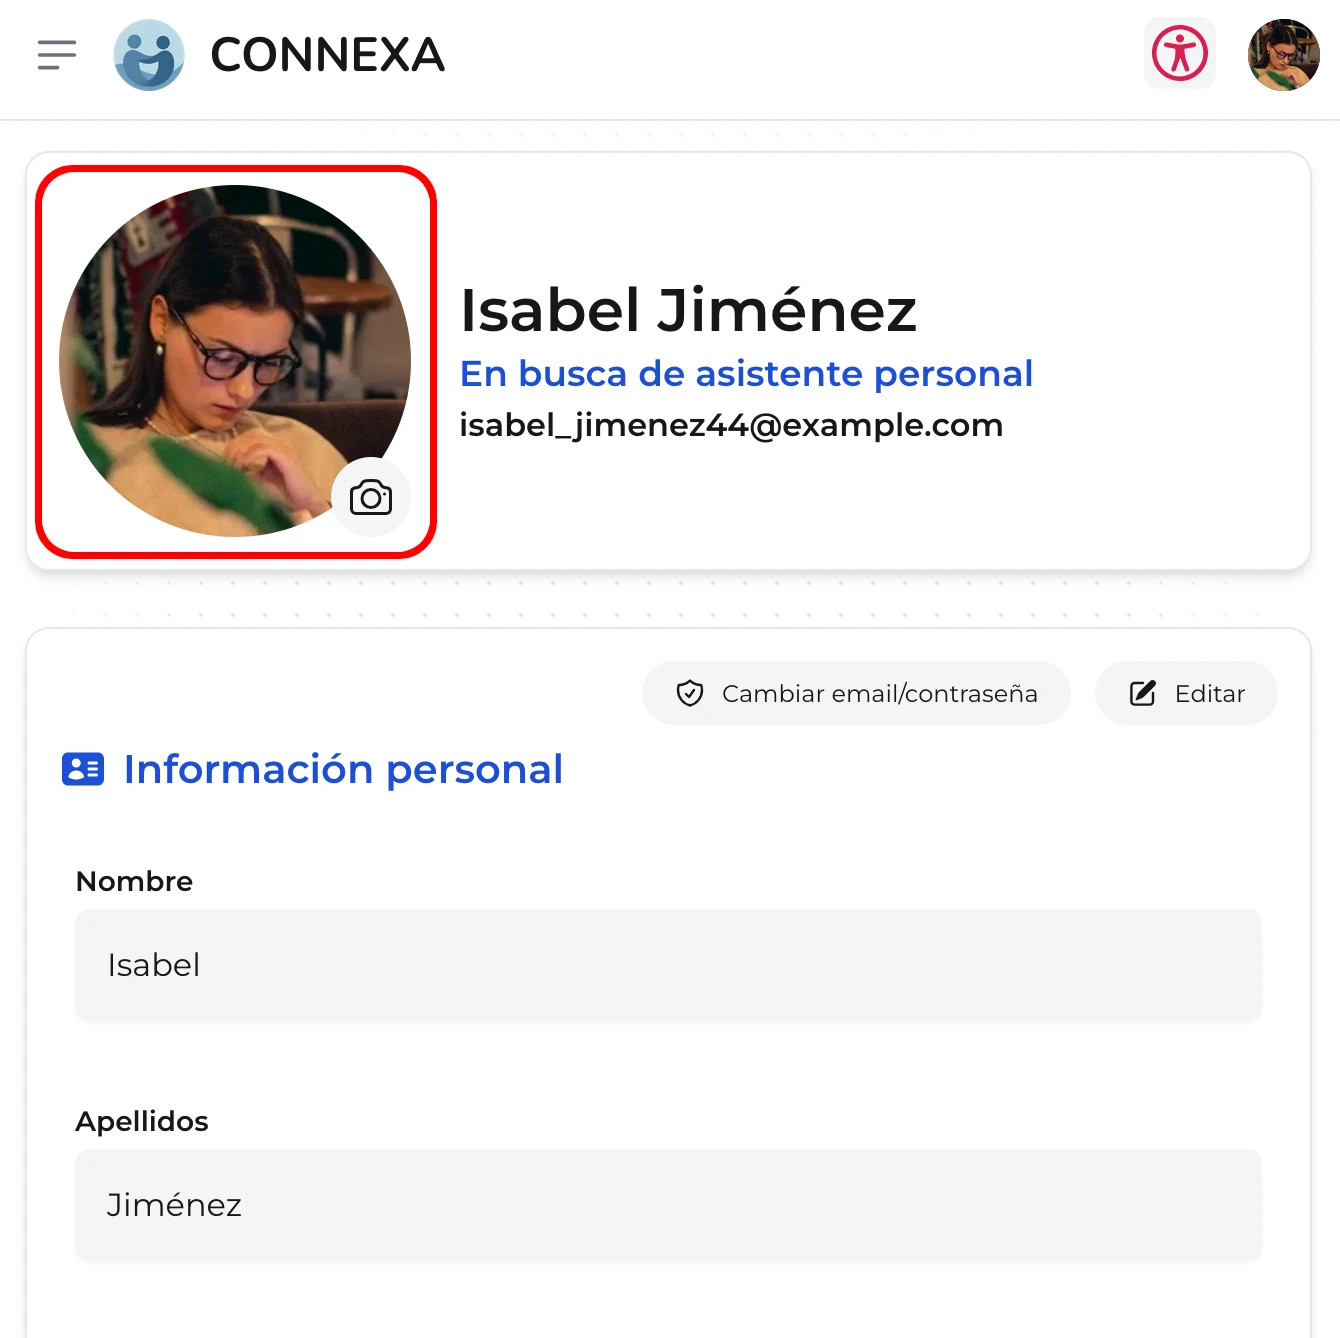 CONNEXA
Isabel Jiménez
En busca de asistente personal
isabel_jimenez44@example.com
Cambiar email/contraseña
Editar
Información personal
Nombre
Isabel
Apellidos
Jiménez